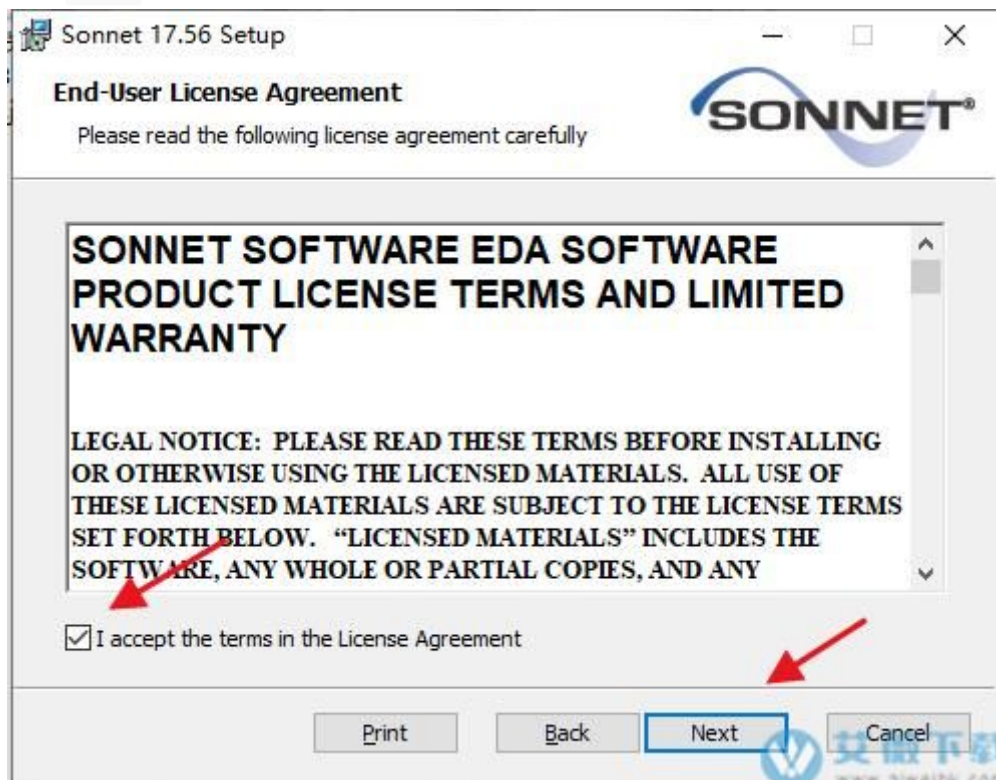 Sonnet 17.56 Setup
End-User License Agreement
Please read the following license agreement carefully
SONNET®
SONNET SOFTWARE EDA SOFTWARE
PRODUCT LICENSE TERMS AND LIMITED
WARRANTY
LEGAL NOTICE: PLEASE READ THESE TERMS BEFORE INSTALLING
OR OTHERWISE USING THE LICENSED MATERIALS. ALL USE OF
THESE LICENSED MATERIALS ARE SUBJECT TO THE LICENSE TERMS
SET FORTH BELOW. “LICENSED MATERIALS” INCLUDES THE
SOFTWARE, ANY WHOLE OR PARTIAL COPIES, AND ANY
I accept the terms in the License Agreement
Print Back Next Cancel
艾薇下载